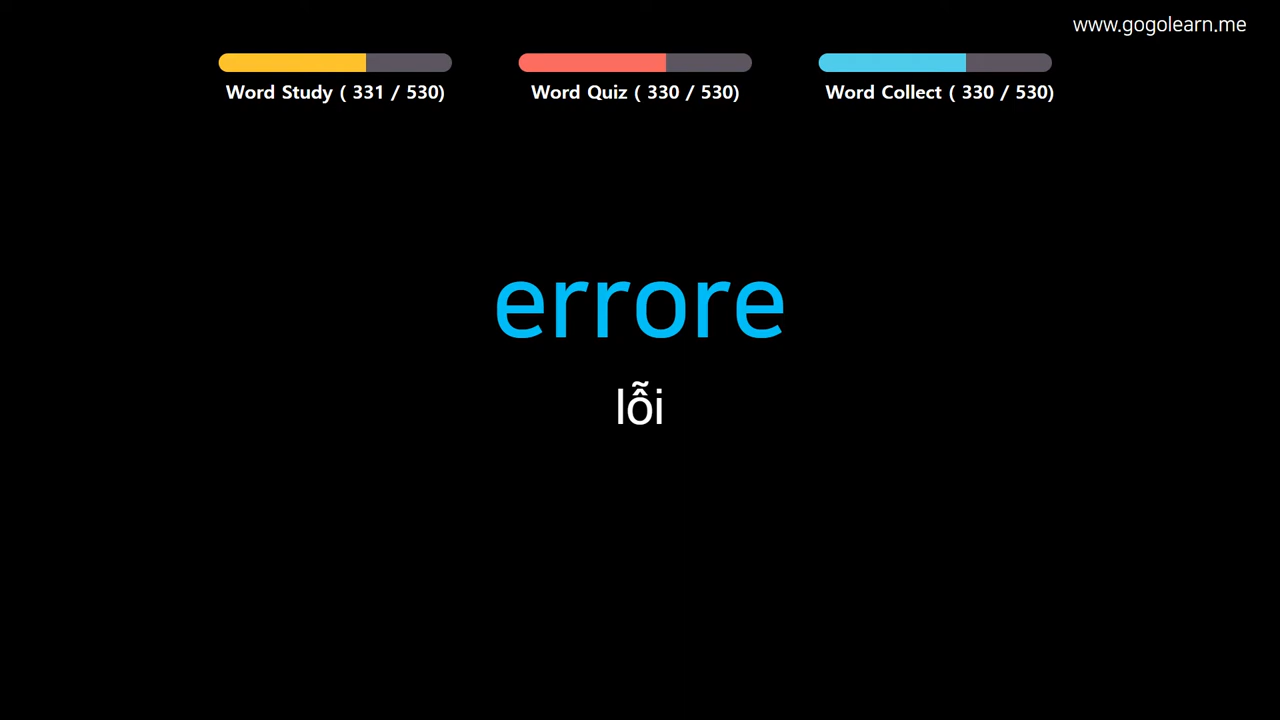 www.gogolearn.me
Word Study ( 331 / 530)
Word Quiz ( 330 / 530)
Word Collect ( 330 / 530)
errore
lỗi